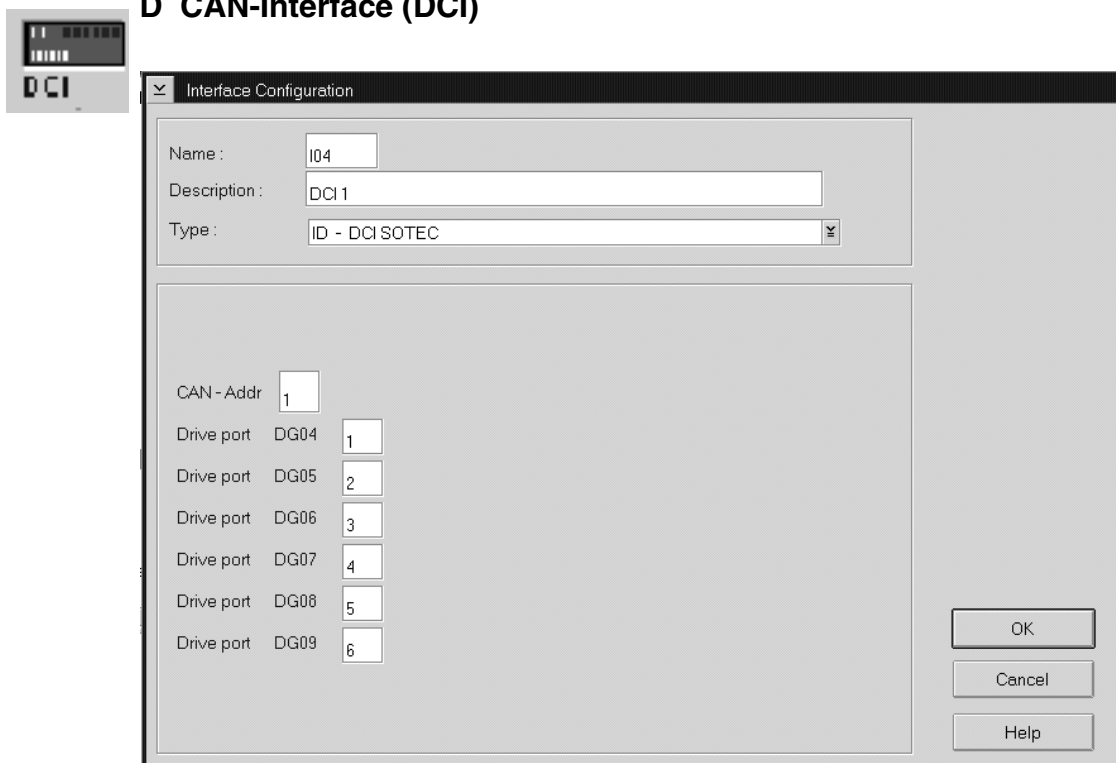 D CAN-Interface (DCI)
DCI
Interface Configuration
Name : I04
Description : DCI 1
Type : ID - DCI SOTEC
CAN - Addr 1
Drive port DG04 1
Drive port DG05 2
Drive port DG06 3
Drive port DG07 4
Drive port DG08 5
Drive port DG09 6
OK
Cancel
Help